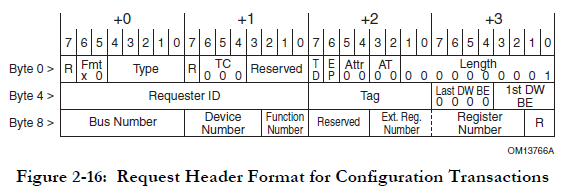 +0 +1 +2 +3
7 6 5 4 3 2 1 0 7 6 5 4 3 2 1 0 7 6 5 4 3 2 1 0 7 6 5 4 3 2 1 0
Byte 0 > R Fmt x 0 Type R TC 0 0 0 Reserved T D E P Attr 0 0 AT 0 0 Length 0 0 0 0 0 0 0 0 0 1
Byte 4 > Requester ID Tag Last DW BE 0 0 0 0 1st DW BE
Byte 8 > Bus Number Device Number Function Number Reserved Ext. Reg. Number Register Number R
OM13766A
Figure 2-16: Request Header Format for Configuration Transactions